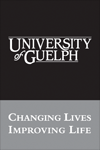 UNIVERSITY
OF GUELPH
CHANGING LIVES
IMPROVING LIFE